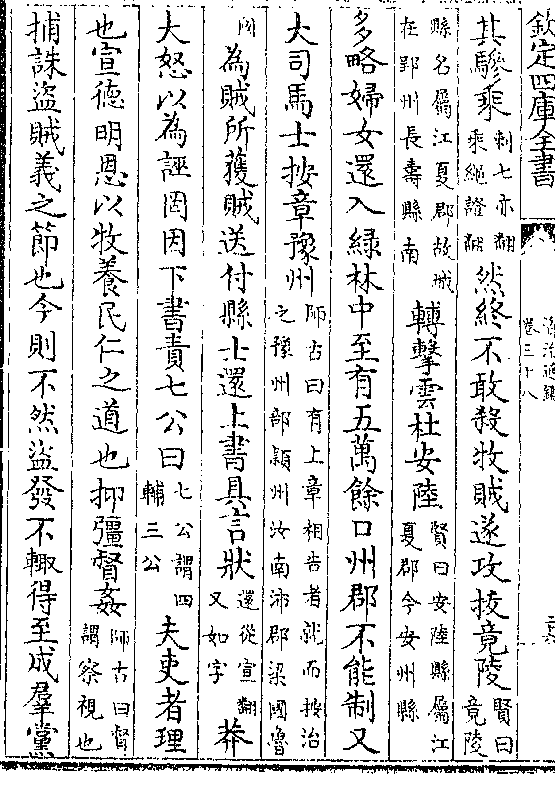 欽定四庫全書
資治通鑑
卷三十八
其驂乘刺七亦翻
乘繩證翻然終不敢殺牧賊遂攻拔竟陵賢曰
竟陵
縣名屬江夏郡故城
在郢州長壽縣南轉擊雲杜安陸賢曰安陸縣屬江
夏郡今安州縣
多略婦女還入緑林中至有五萬餘口州郡不能制又
大司馬士按章豫州師古曰有上章相告者就而按治
之豫州部潁州汝南沛郡梁國魯
國為賊所獲賊送付縣士還上書具言狀還從宣翻
又如字莽
大怒以為誣罔因下書責七公曰七公謂四
輔三公夫吏者理
也宣德明恩以牧養民仁之道也抑彊督姦師古曰督
謂察視也
捕誅盜賊義之節也今則不然盜發不輙得至成羣黨